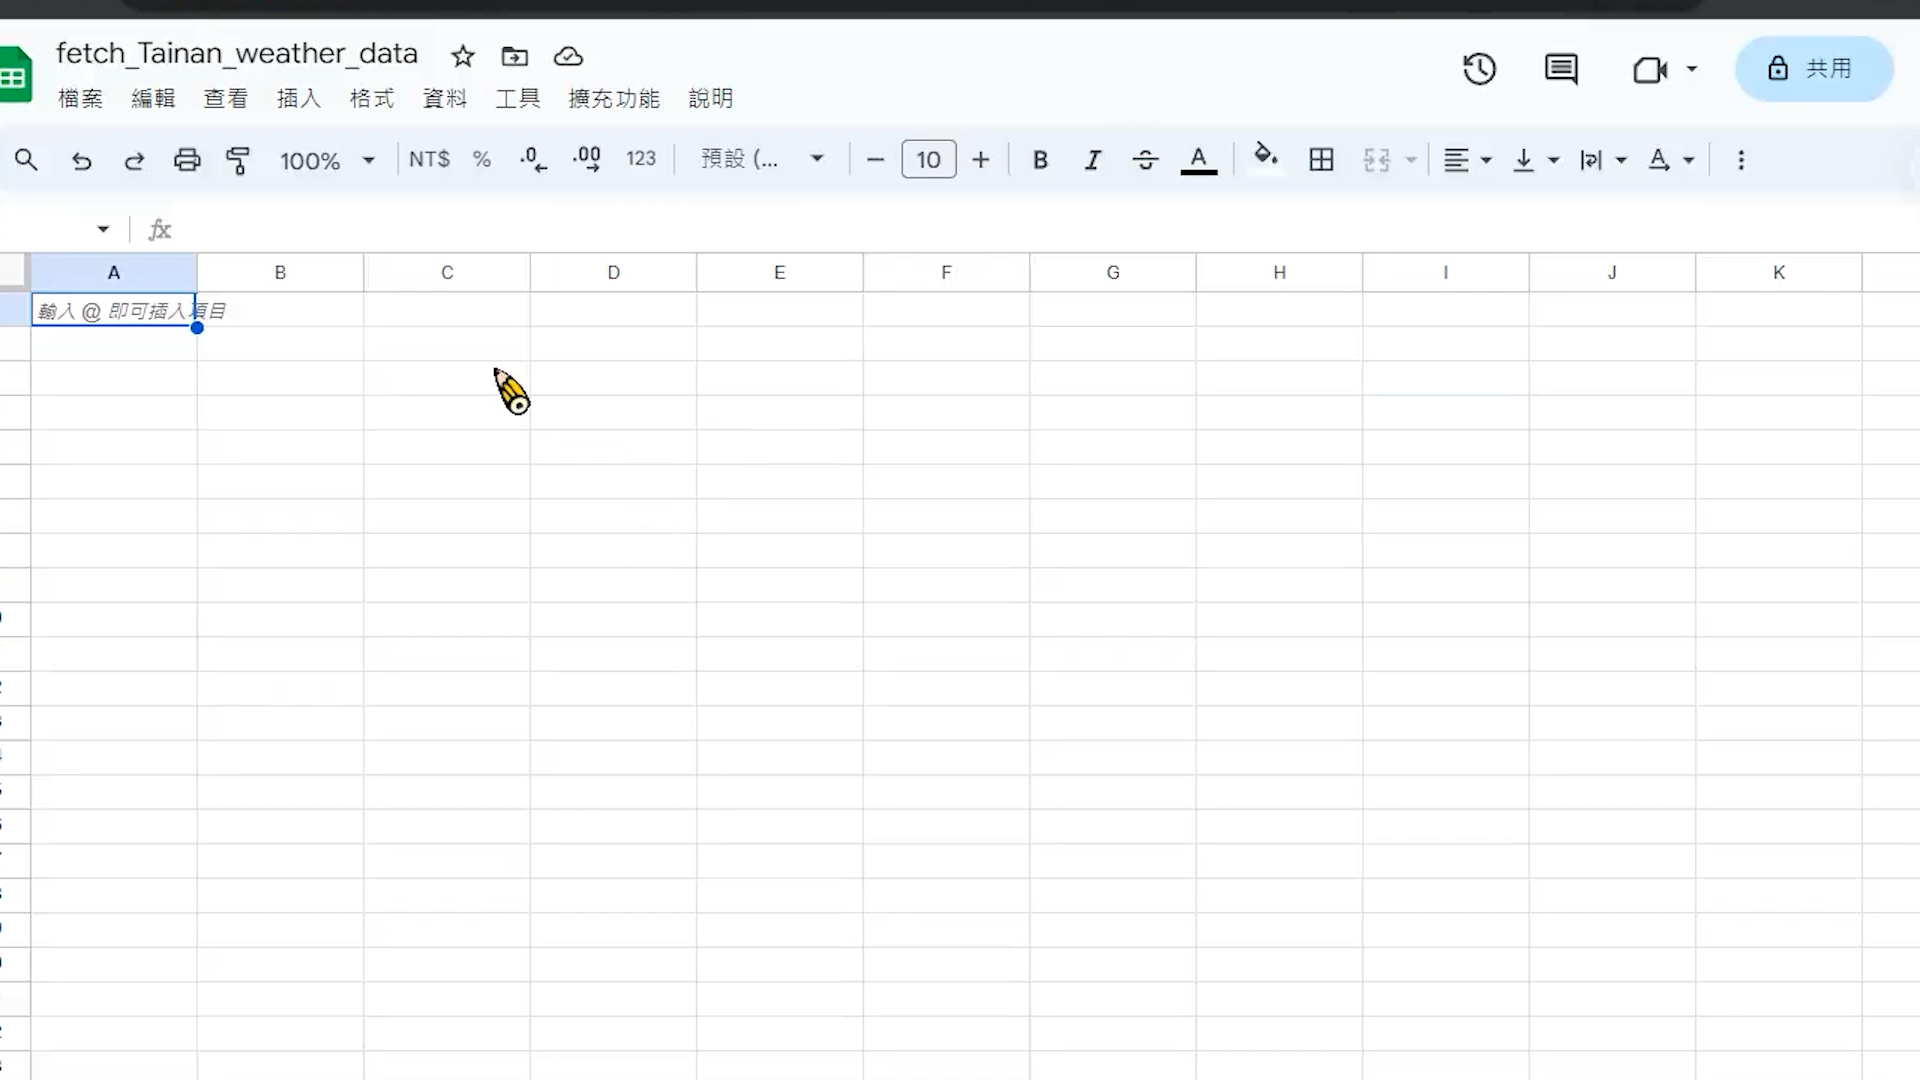 fetch_Tainan_weather_data
檔案 編輯 查看 插入 格式 資料 工具 擴充功能 說明
共用
100% NT$ % .0 .00 123 預設 (... 10 B I S A
fx
A B C D E F G H I J K
輸入 @ 即可插入項目